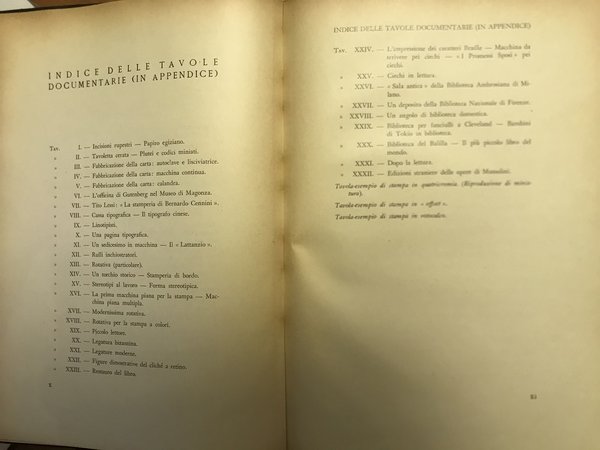 INDICE DELLE TAVOLE
DOCUMENTARIE (IN APPENDICE)
Tav. I. — Incisioni rupestri — Papiro egiziano.
» II. — Tavoletta cerata — Plutei e codici miniati.
» III. — Fabbricazione della carta: autoclave e lisciviatrice.
» IV. — Fabbricazione della carta: macchina continua.
» V. — Fabbricazione della carta: calandra.
» VI. — L'officina di Gutenberg nel Museo di Magonza.
» VII. — Tito Lessi: « La stamperia di Bernardo Cennini ».
» VIII. — Cassa tipografica — Il tipografo cinese.
» IX. — Linotipisti.
» X. — Una pagina tipografica.
» XI. — Un sedicesimo in macchina — Il « Lattanzio ».
» XII. — Rulli inchiostratori.
» XIII. — Rotativa (particolare).
» XIV. — Un torchio storico — Stamperia di bordo.
» XV. — Stereotipi al lavoro — Forma stereotipica.
» XVI. — La prima macchina piana per la stampa — Mac-
china piana multipla.
» XVII. — Modernissima rotativa.
» XVIII. — Rotativa per la stampa a colori.
» XIX. — Piccolo lettore.
» XX. — Legatura bizantina.
» XXI. — Legature moderne.
» XXII. — Figure dimostrative del cliché a retino.
» XXIII. — Restauro del libro.
INDICE DELLE TAVOLE DOCUMENTARIE (IN APPENDICE)
Tav. XXIV. — L'impressione dei caratteri Braille — Macchina da
scrivere pei ciechi — « I Promessi Sposi » pei
ciechi.
» XXV. — Ciechi in lettura.
» XXVI. — « Sala antica » della Biblioteca Ambrosiana di Mi-
lano.
» XXVII. — Un deposito della Biblioteca Nazionale di Firenze.
» XXVIII. — Un angolo di biblioteca domestica.
» XXIX. — Biblioteca per fanciulli a Cleveland — Bambini
di Tokio in biblioteca.
» XXX. — Biblioteca del Balilla — Il più piccolo libro del
mondo.
» XXXI. — Dopo la lettura.
» XXXII. — Edizioni straniere delle opere di Mussolini.
Tavola-esempio di stampa in quadricromia (Riproduzione di minia-
tura).
Tavola-esempio di stampa in « offset ».
Tavola-esempio di stampa in rotocalco.